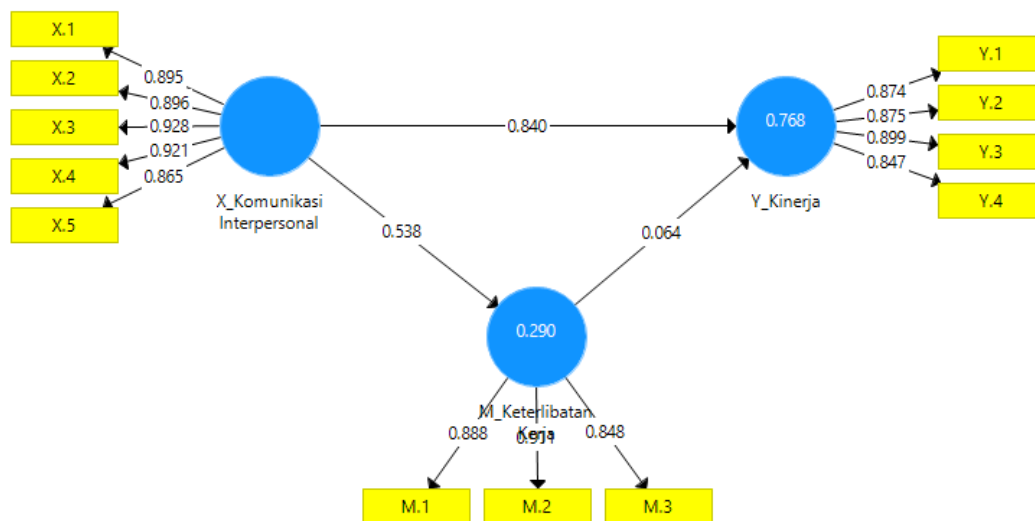 X.1
X.2
X.3
X.4
X.5
0.895
0.896
0.928
0.921
0.865
X_Komunikasi
Interpersonal
0.840
0.538
0.064
0.768
Y_Kinerja
0.874
0.875
0.899
0.847
Y.1
Y.2
Y.3
Y.4
0.290
M_Keterlibatan
Kerja
0.888
0.911
0.848
M.1
M.2
M.3